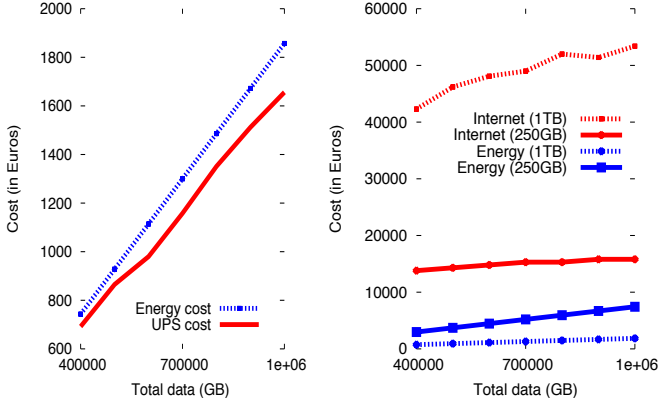 2000
1800
1600
1400
1200
1000
800
600
Cost (in Euros)
Energy cost
UPS cost
400000
700000
1e+06
Total data (GB)
60000
50000
40000
30000
20000
10000
0
Cost (in Euros)
Internet (1TB)
Internet (250GB)
Energy (1TB)
Energy (250GB)
400000
700000
1e+06
Total data (GB)